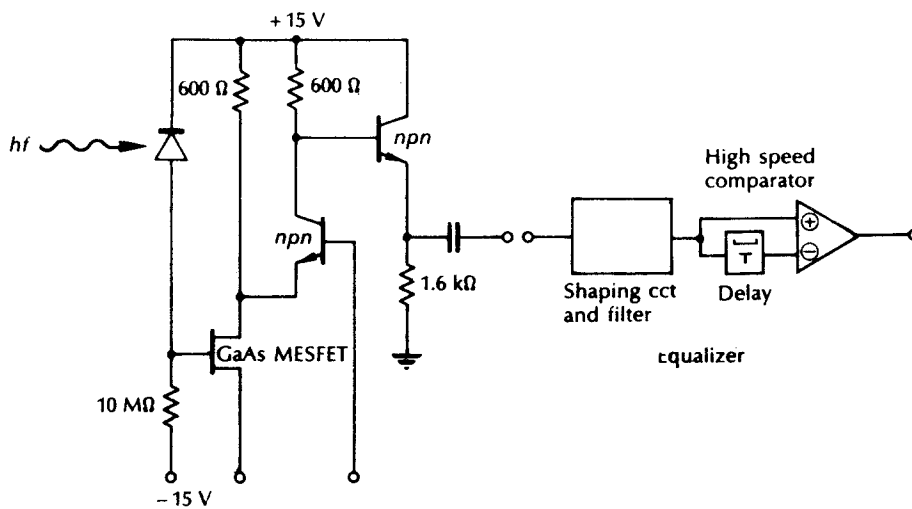 + 15 V
600 Ω
600 Ω
npn
hf
High speed
comparator
npn
+
−
1.6 kΩ
Shaping cct
and filter
T
Delay
GaAs MESFET
Equalizer
10 MΩ
− 15 V